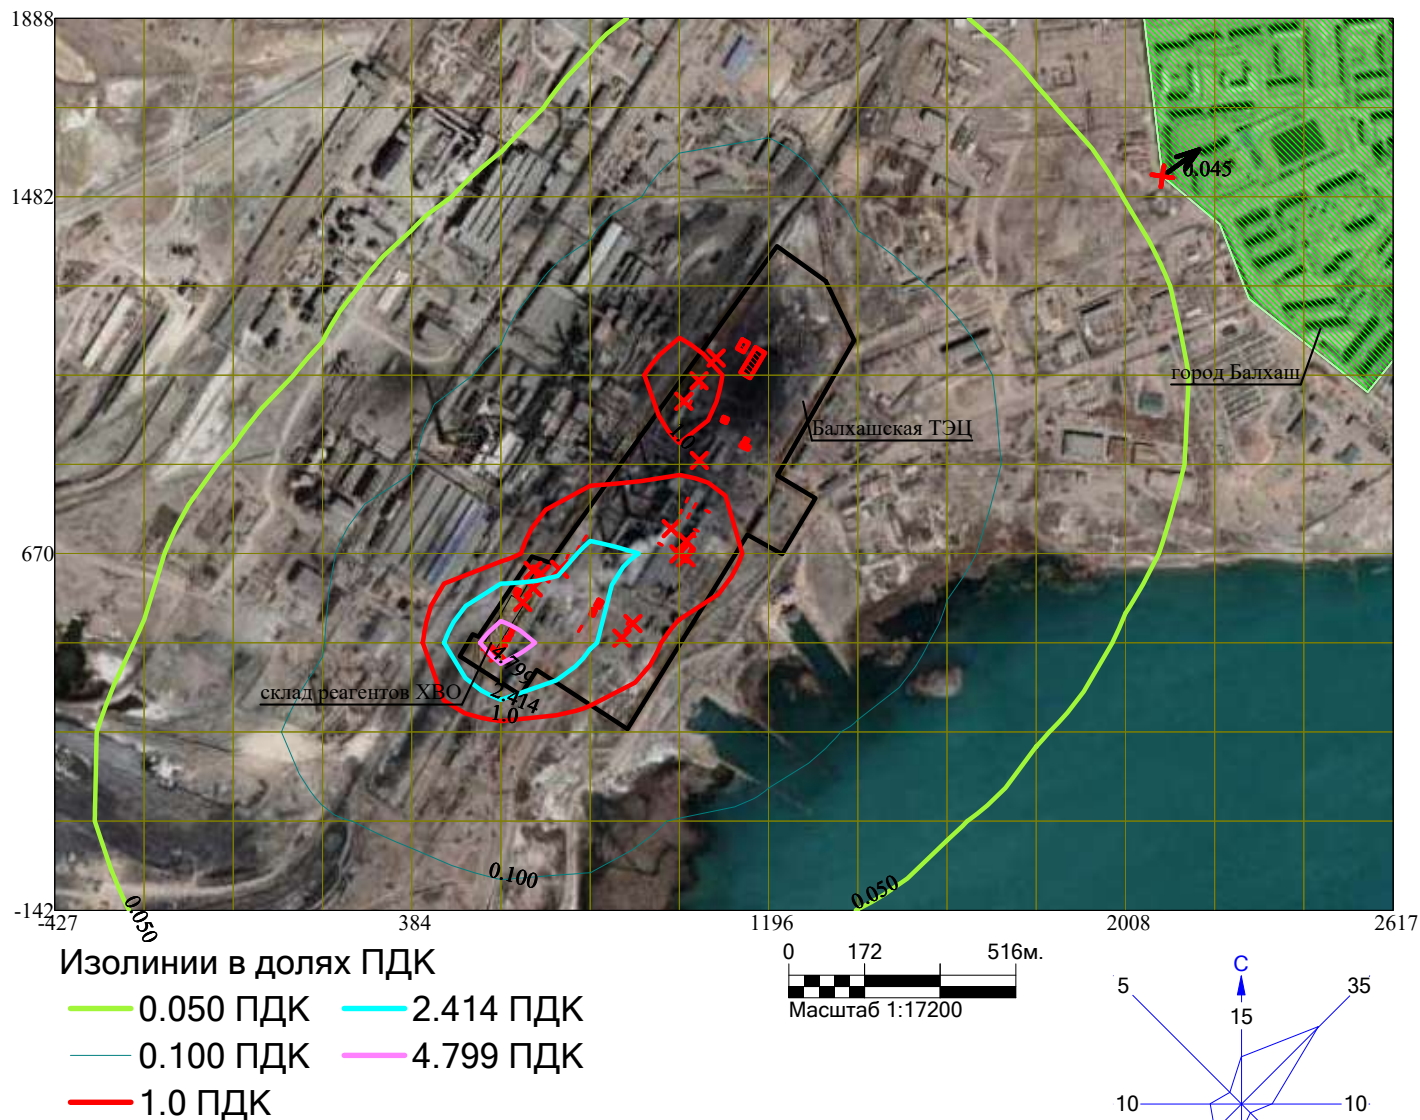 1888
0.045
1482
город Балхаш
Балхашская ТЭЦ
1.0
670
4.799
склад реагентов ХВО
2.414
1.0
0.100
0.050
0.050
-142
-427
384
1196
2008
2617
Изолинии в долях ПДК
0.050 ПДК
2.414 ПДК
0.100 ПДК
4.799 ПДК
1.0 ПДК
0
172
516м.
Масштаб 1:17200
С
5
35
15
10
10